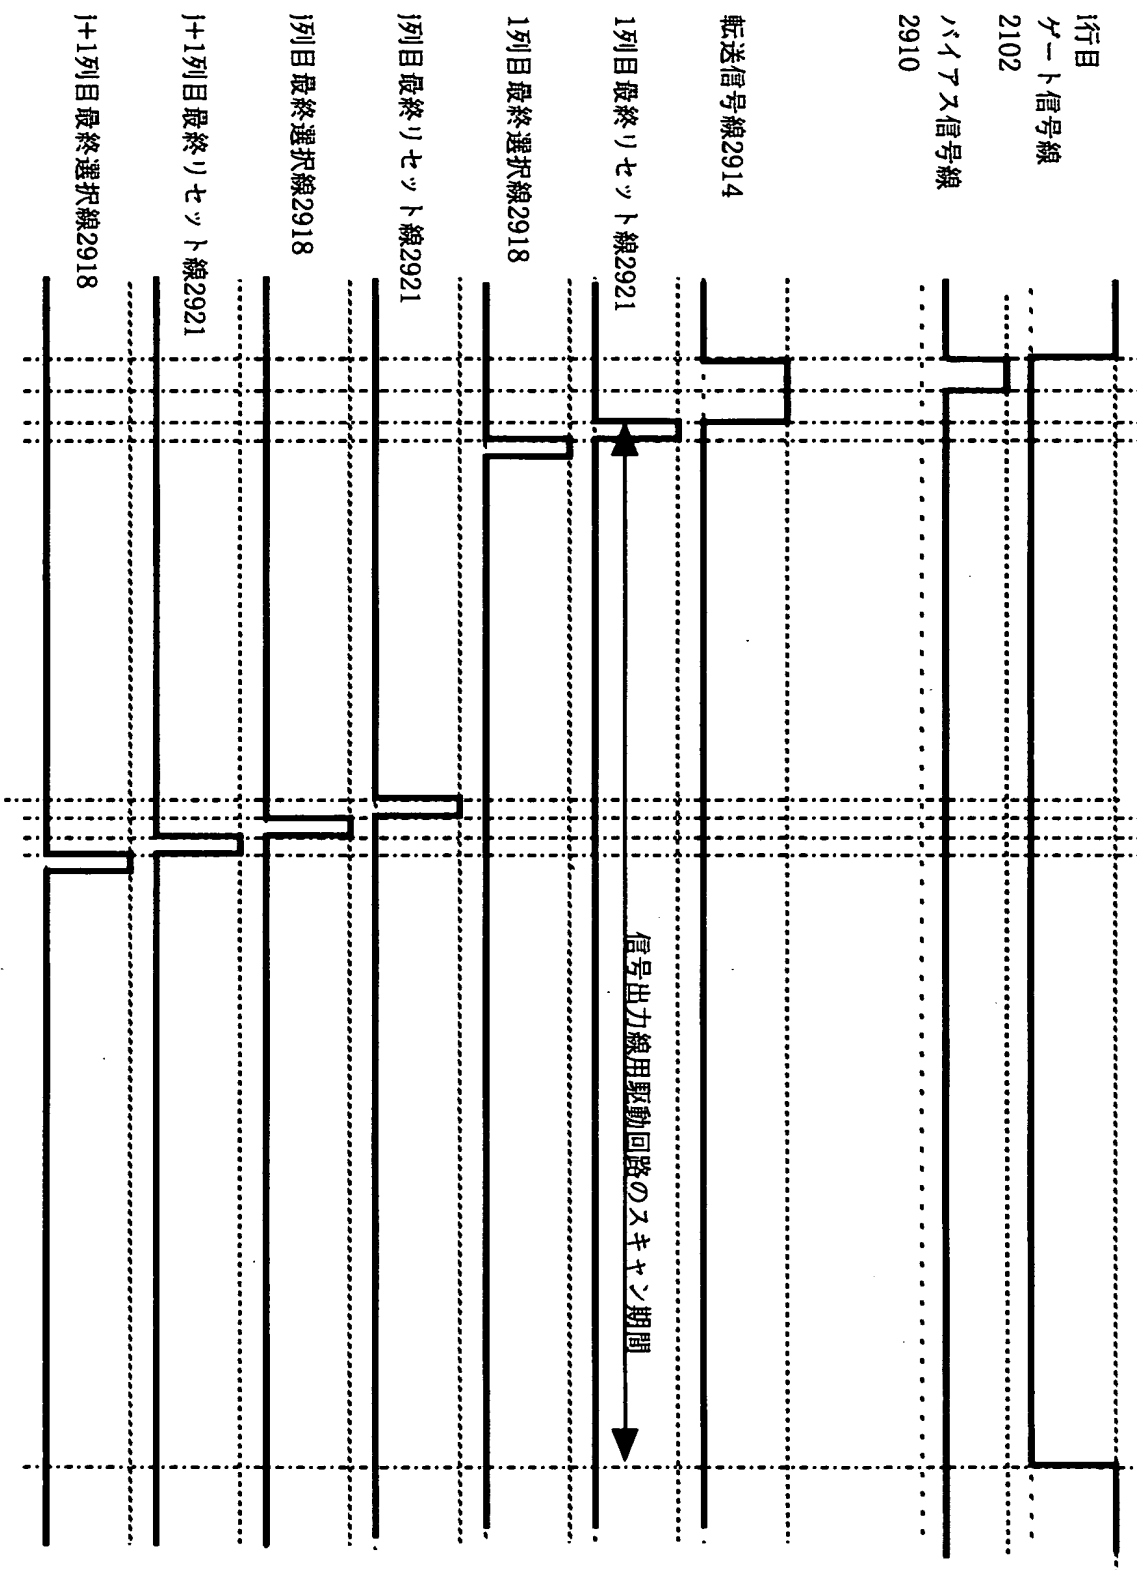 i行目
ゲート信号線
2102
バイアス信号線
2910
転送信号線2914
1列目最終リセット線2921
1列目最終選択線2918
j列目最終リセット線2921
j列目最終選択線2918
j+1列目最終リセット線2921
j+1列目最終選択線2918
信号出力線用駆動回路のスキャン期間